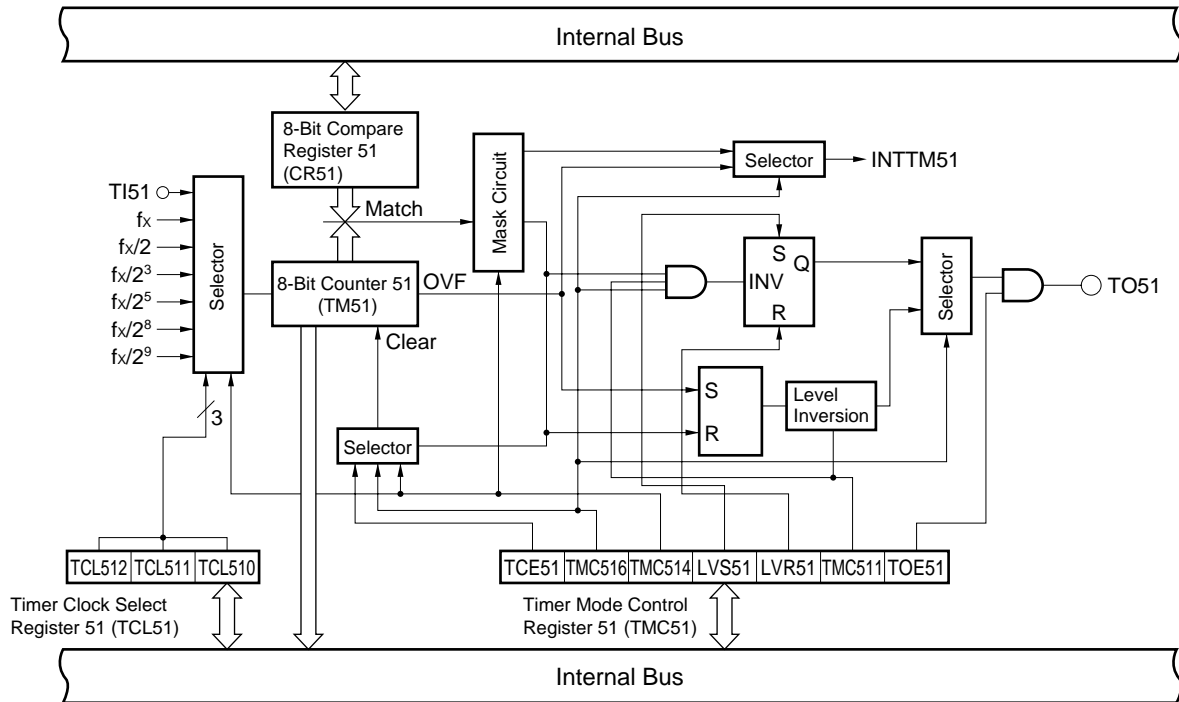 Internal Bus
8-Bit Compare
Register 51
(CR51)
Mask Circuit
Selector
INTTM51
TI51
fX
fX/2
fX/2³
fX/2⁵
fX/2⁸
fX/2⁹
Selector
Match
8-Bit Counter 51
(TM51)
OVF
Clear
S
INV
Q
R
Selector
TO51
3
Selector
S
R
Level
Inversion
TCL512 TCL511 TCL510
TCE51 TMC516 TMC514 LVS51 LVR51 TMC511 TOE51
Timer Clock Select
Register 51 (TCL51)
Timer Mode Control
Register 51 (TMC51)
Internal Bus